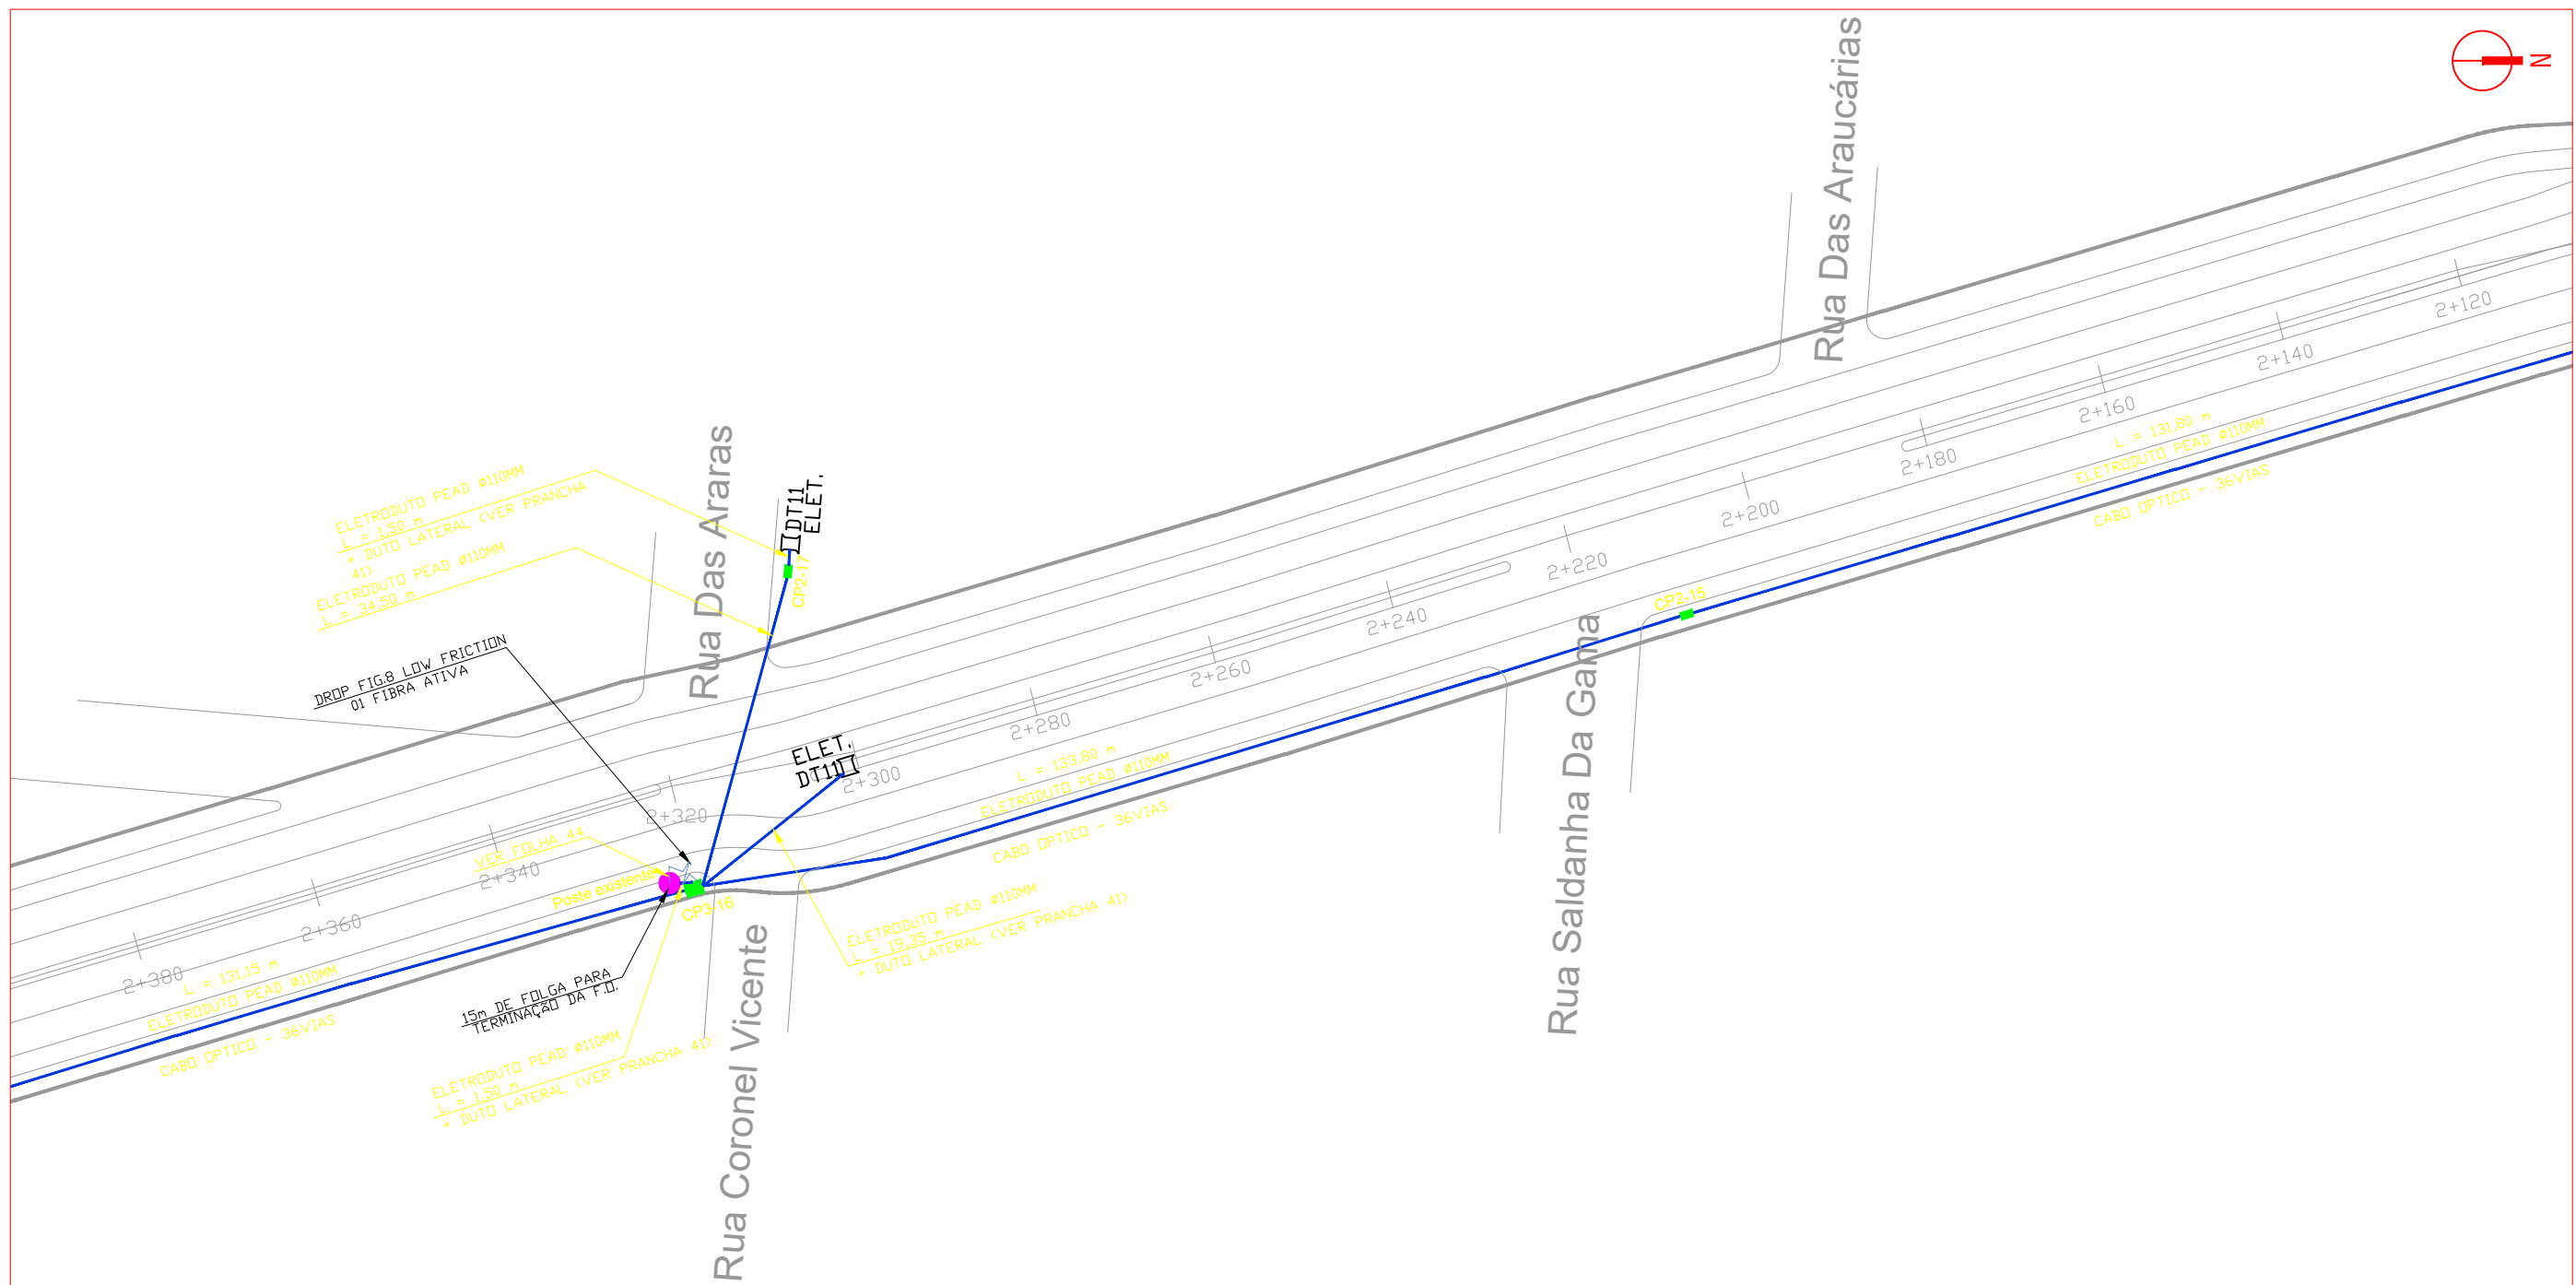 N
Rua Das Araucárias
2+120
2+140
2+160
2+180
2+200
2+220
2+240
2+260
2+280
2+300
2+320
2+340
2+360
2+380
L = 131,80 m
ELETRODUTO PEAD Ø110MM
CABO OPTICO - 36VIAS
Rua Das Araras
DT11
ELET.
CP2-17
ELETRODUTO PEAD Ø110MM
L = 1,50 m
+ DUTO LATERAL (VER PRANCHA
41)
ELETRODUTO PEAD Ø110MM
L = 34,50 m
DROP FIG.8 LOW FRICTION
01 FIBRA ATIVA
CP2-15
Rua Saldanha Da Gama
ELET.
DT11
L = 133,80 m
ELETRODUTO PEAD Ø110MM
CABO OPTICO - 36VIAS
VER FOLHA 44
Poste existente
CP3-16
ELETRODUTO PEAD Ø110MM
L = 19,35 m
+ DUTO LATERAL (VER PRANCHA 41)
L = 131,15 m
ELETRODUTO PEAD Ø110MM
CABO OPTICO - 36VIAS
15m DE FOLGA PARA
TERMINAÇÃO DA F.O.
ELETRODUTO PEAD Ø110MM
L = 1,50 m
+ DUTO LATERAL (VER PRANCHA 41)
Rua Coronel Vicente